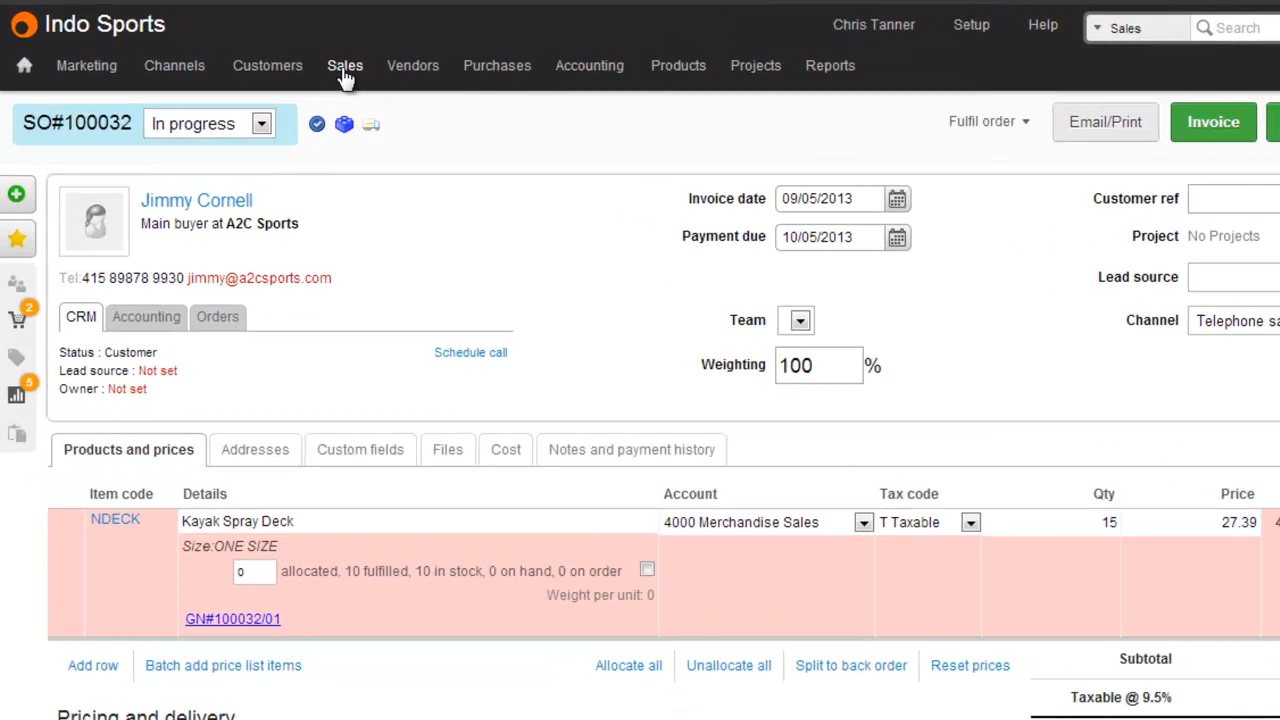 Indo Sports
Chris Tanner Setup Help Sales Search
Marketing Channels Customers Sales Vendors Purchases Accounting Products Projects Reports
SO#100032 In progress Fulfil order Email/Print Invoice
Jimmy Cornell
Main buyer at A2C Sports
Invoice date 09/05/2013 Customer ref
Payment due 10/05/2013 Project No Projects
Tel:415 89878 9930 jimmy@a2csports.com Lead source
2
CRM Accounting Orders Team Channel Telephone sa
Status : Customer Schedule call
Lead source : Not set Weighting 100 %
Owner : Not set
5
Products and prices Addresses Custom fields Files Cost Notes and payment history
Item code Details Account Tax code Qty Price
NDECK Kayak Spray Deck 4000 Merchandise Sales T Taxable 15 27.39 4
Size:ONE SIZE
0 allocated, 10 fulfilled, 10 in stock, 0 on hand, 0 on order
Weight per unit: 0
GN#100032/01
Add row Batch add price list items Allocate all Unallocate all Split to back order Reset prices Subtotal
Taxable @ 9.5%
Pricing and delivery